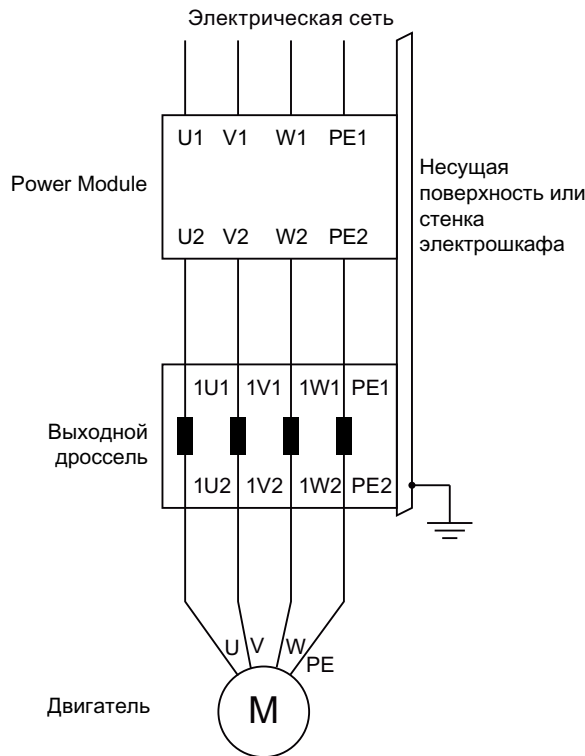 Электрическая сеть
U1 V1 W1 PE1
Power Module
U2 V2 W2 PE2
Несущая
поверхность или
стенка
электрошкафа
1U1 1V1 1W1 PE1
Выходной
дроссель
1U2 1V2 1W2 PE2
U V W
PE
Двигатель
M